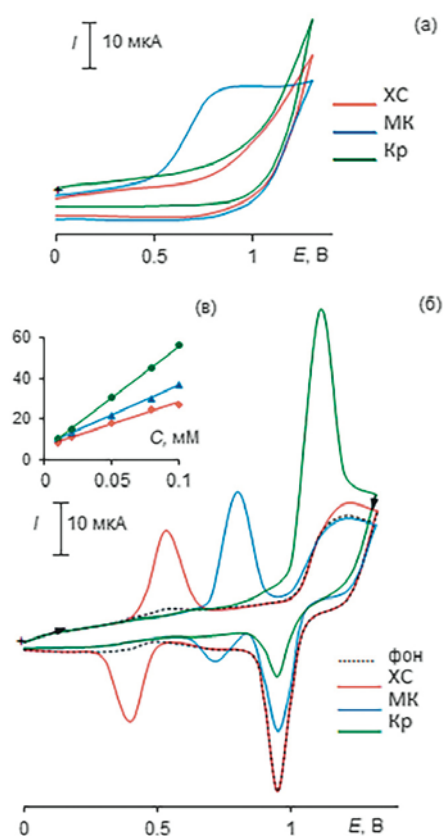 I 10 мкА
(а)
ХС
МК
Кр
0 0.5 1 E, В
(в)
(б)
60
40
20
0
0 0.05 0.1
C, мМ
I 10 мкА
фон
ХС
МК
Кр
0 0.5 1 E, В